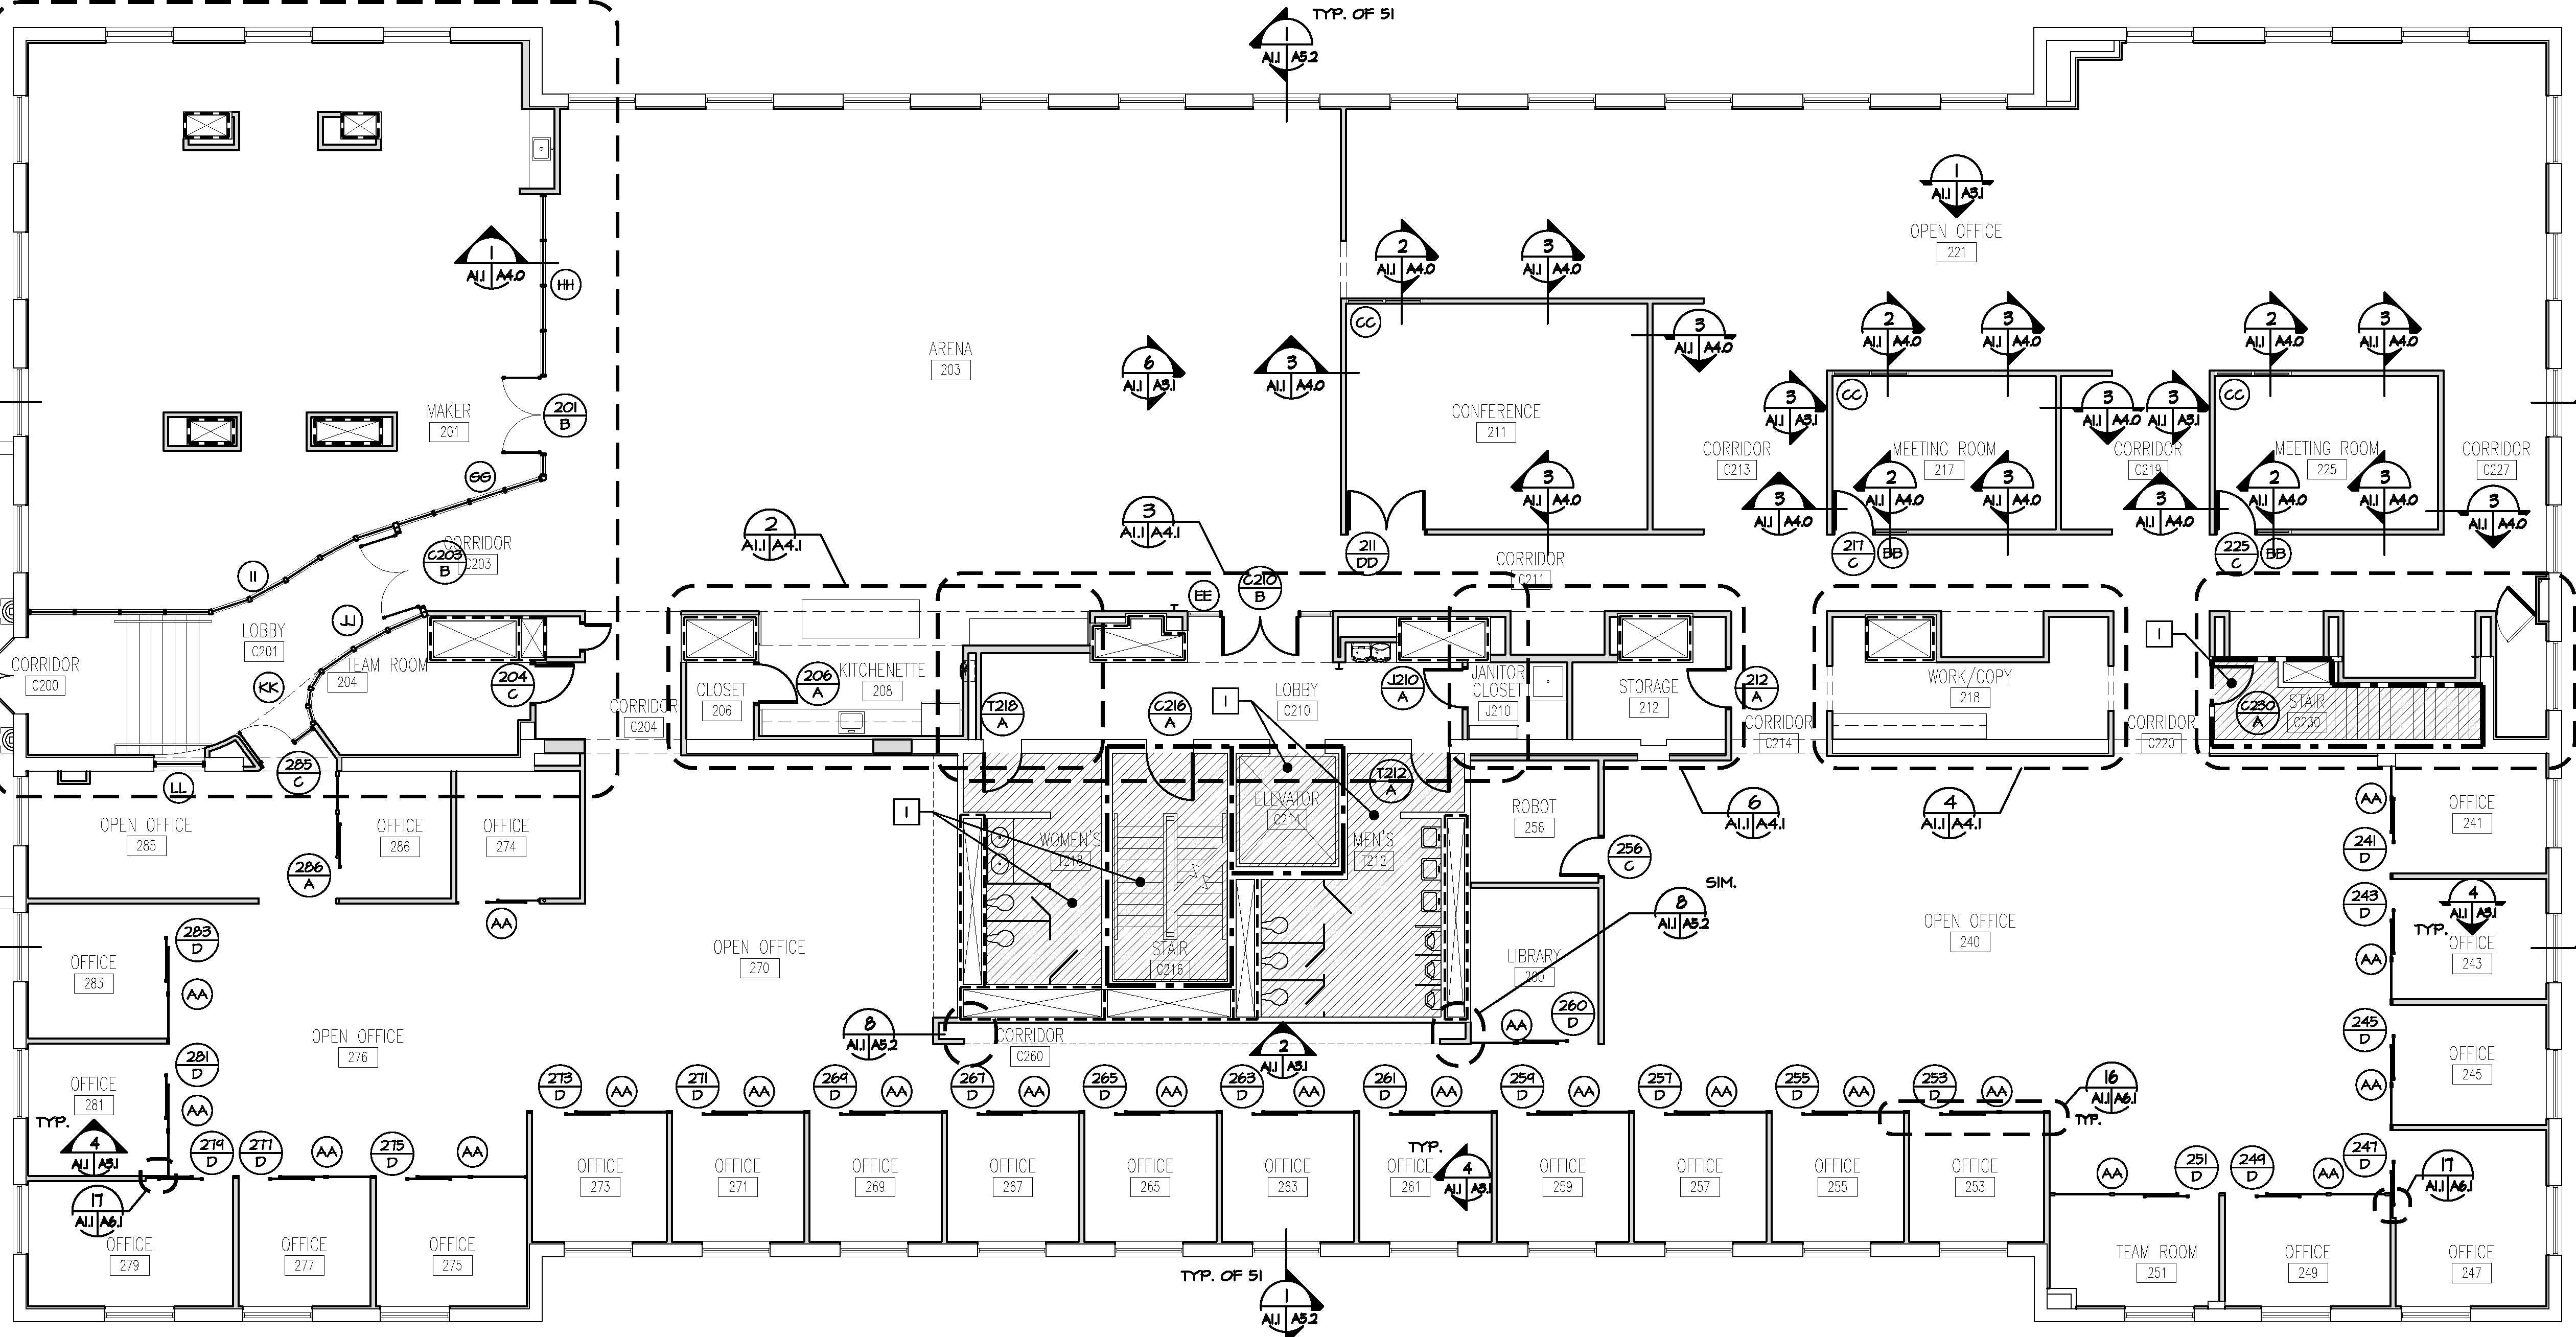 TYP. OF 51
1
A1.1 A5.2
1
A1.1 A3.1
OPEN OFFICE
221
1
A1.1 A4.0
HH
2
A1.1 A4.0
3
A1.1 A4.0
CC
3
A1.1 A4.0
2
A1.1 A4.0
3
A1.1 A4.0
2
A1.1 A4.0
3
A1.1 A4.0
ARENA
203
6
A1.1 A3.1
3
A1.1 A4.0
MAKER
201
201
B
CONFERENCE
211
3
A1.1 A3.1
CC
3
A1.1 A4.0
3
A1.1 A3.1
CC
CORRIDOR
C213
MEETING ROOM
217
CORRIDOR
C219
MEETING ROOM
225
CORRIDOR
C227
GG
3
A1.1 A4.0
3
A1.1 A4.0
2
A1.1 A4.0
3
A1.1 A4.0
3
A1.1 A4.0
2
A1.1 A4.0
3
A1.1 A4.0
3
A1.1 A4.0
2
A1.1 A4.1
3
A1.1 A4.1
CORRIDOR
C203
C203
B
211
DD
217
C
BB
225
C
BB
CORRIDOR
C211
II
JJ
EE
C210
B
LOBBY
C201
CORRIDOR
C200
TEAM ROOM
204
KK
204
C
CORRIDOR
C204
CLOSET
206
206
A
KITCHENETTE
208
T218
A
C216
A
1
LOBBY
C210
J210
A
JANITOR
CLOSET
J210
STORAGE
212
212
A
CORRIDOR
C214
WORK/COPY
218
CORRIDOR
C220
1
C230
A
STAIR
C230
285
C
LL
OPEN OFFICE
285
286
A
OFFICE
286
OFFICE
274
AA
1
WOMEN'S
T218
ELEVATOR
C214
T212
A
MEN'S
T212
ROBOT
256
256
C
6
A1.1 A4.1
4
A1.1 A4.1
AA
241
D
OFFICE
241
283
D
OFFICE
283
AA
OPEN OFFICE
270
STAIR
C216
LIBRARY
260
8
A1.1 A5.2
SIM.
OPEN OFFICE
240
243
D
TYP.
4
A1.1 A3.1
OFFICE
243
AA
8
A1.1 A5.2
CORRIDOR
C260
2
A1.1 A3.1
AA
260
D
OPEN OFFICE
276
281
D
OFFICE
281
AA
TYP.
4
A1.1 A3.1
245
D
AA
OFFICE
245
273
D
AA
271
D
AA
269
D
AA
267
D
AA
265
D
AA
263
D
AA
261
D
AA
259
D
AA
257
D
AA
255
D
AA
253
D
AA
16
A1.1 A6.1
TYP.
279
D
277
D
AA
275
D
AA
17
A1.1 A6.1
OFFICE
273
OFFICE
271
OFFICE
269
OFFICE
267
OFFICE
265
OFFICE
263
OFFICE
261
TYP.
4
A1.1 A3.1
OFFICE
259
OFFICE
257
OFFICE
255
OFFICE
253
AA
251
D
249
D
AA
247
D
17
A1.1 A6.1
OFFICE
279
OFFICE
277
OFFICE
275
TEAM ROOM
251
OFFICE
249
OFFICE
247
TYP. OF 51
1
A1.1 A5.2